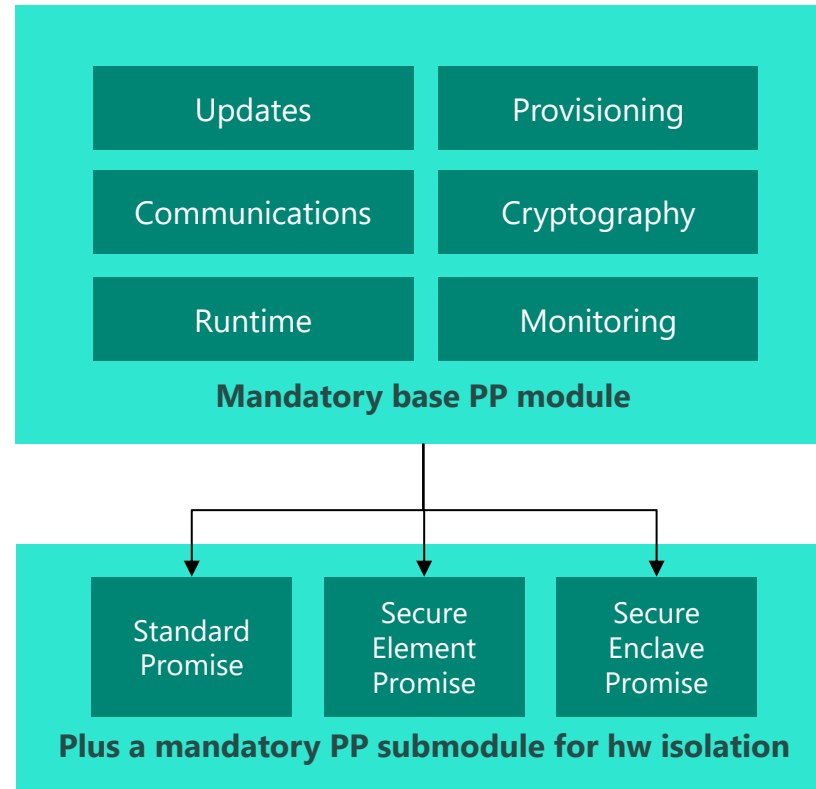 Updates
Provisioning
Communications
Cryptography
Runtime
Monitoring
Mandatory base PP module
Standard
Promise
Secure
Element
Promise
Secure
Enclave
Promise
Plus a mandatory PP submodule for hw isolation